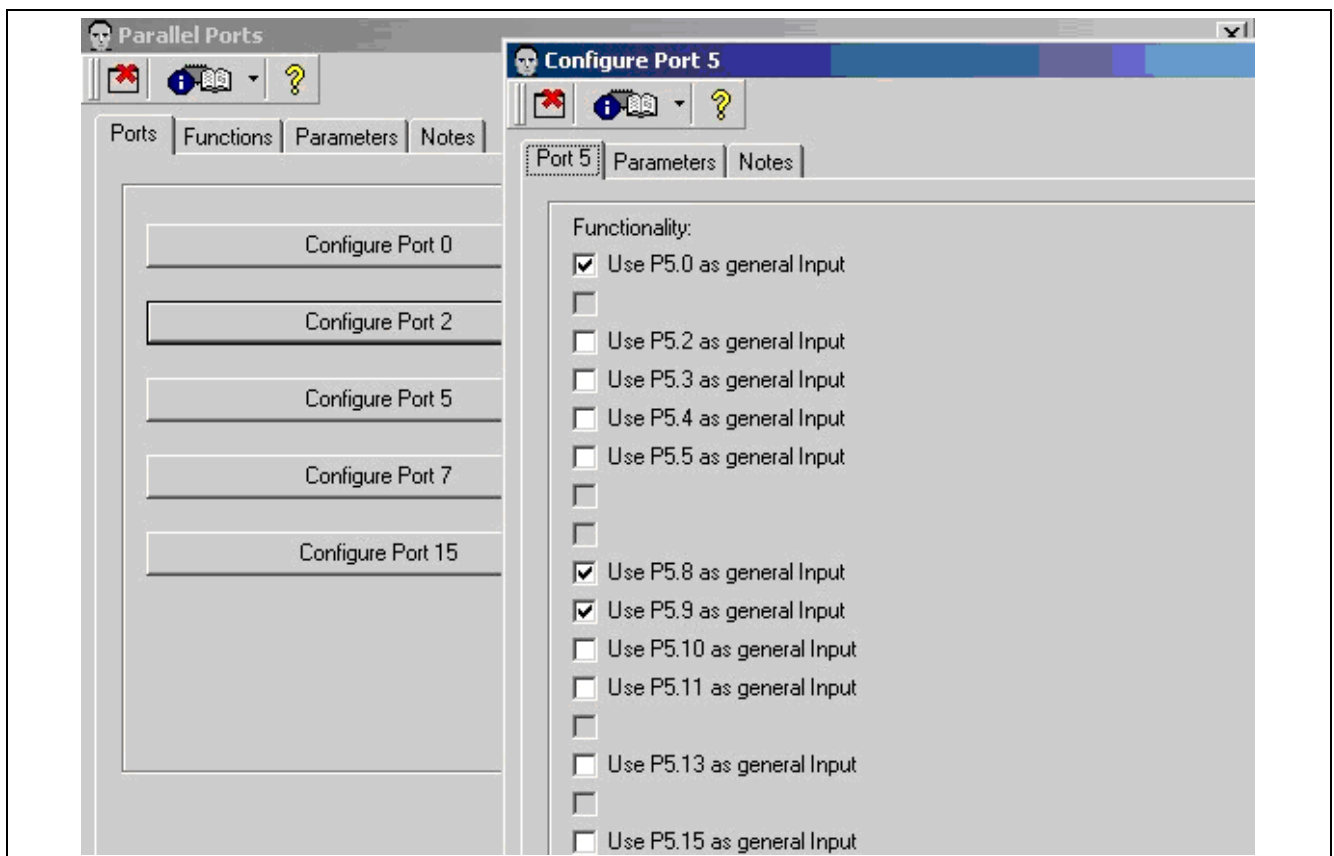 Parallel Ports
Ports Functions Parameters Notes
Configure Port 0
Configure Port 2
Configure Port 5
Configure Port 7
Configure Port 15
Configure Port 5
Port 5 Parameters Notes
Functionality:
Use P5.0 as general Input
Use P5.2 as general Input
Use P5.3 as general Input
Use P5.4 as general Input
Use P5.5 as general Input
Use P5.8 as general Input
Use P5.9 as general Input
Use P5.10 as general Input
Use P5.11 as general Input
Use P5.13 as general Input
Use P5.15 as general Input